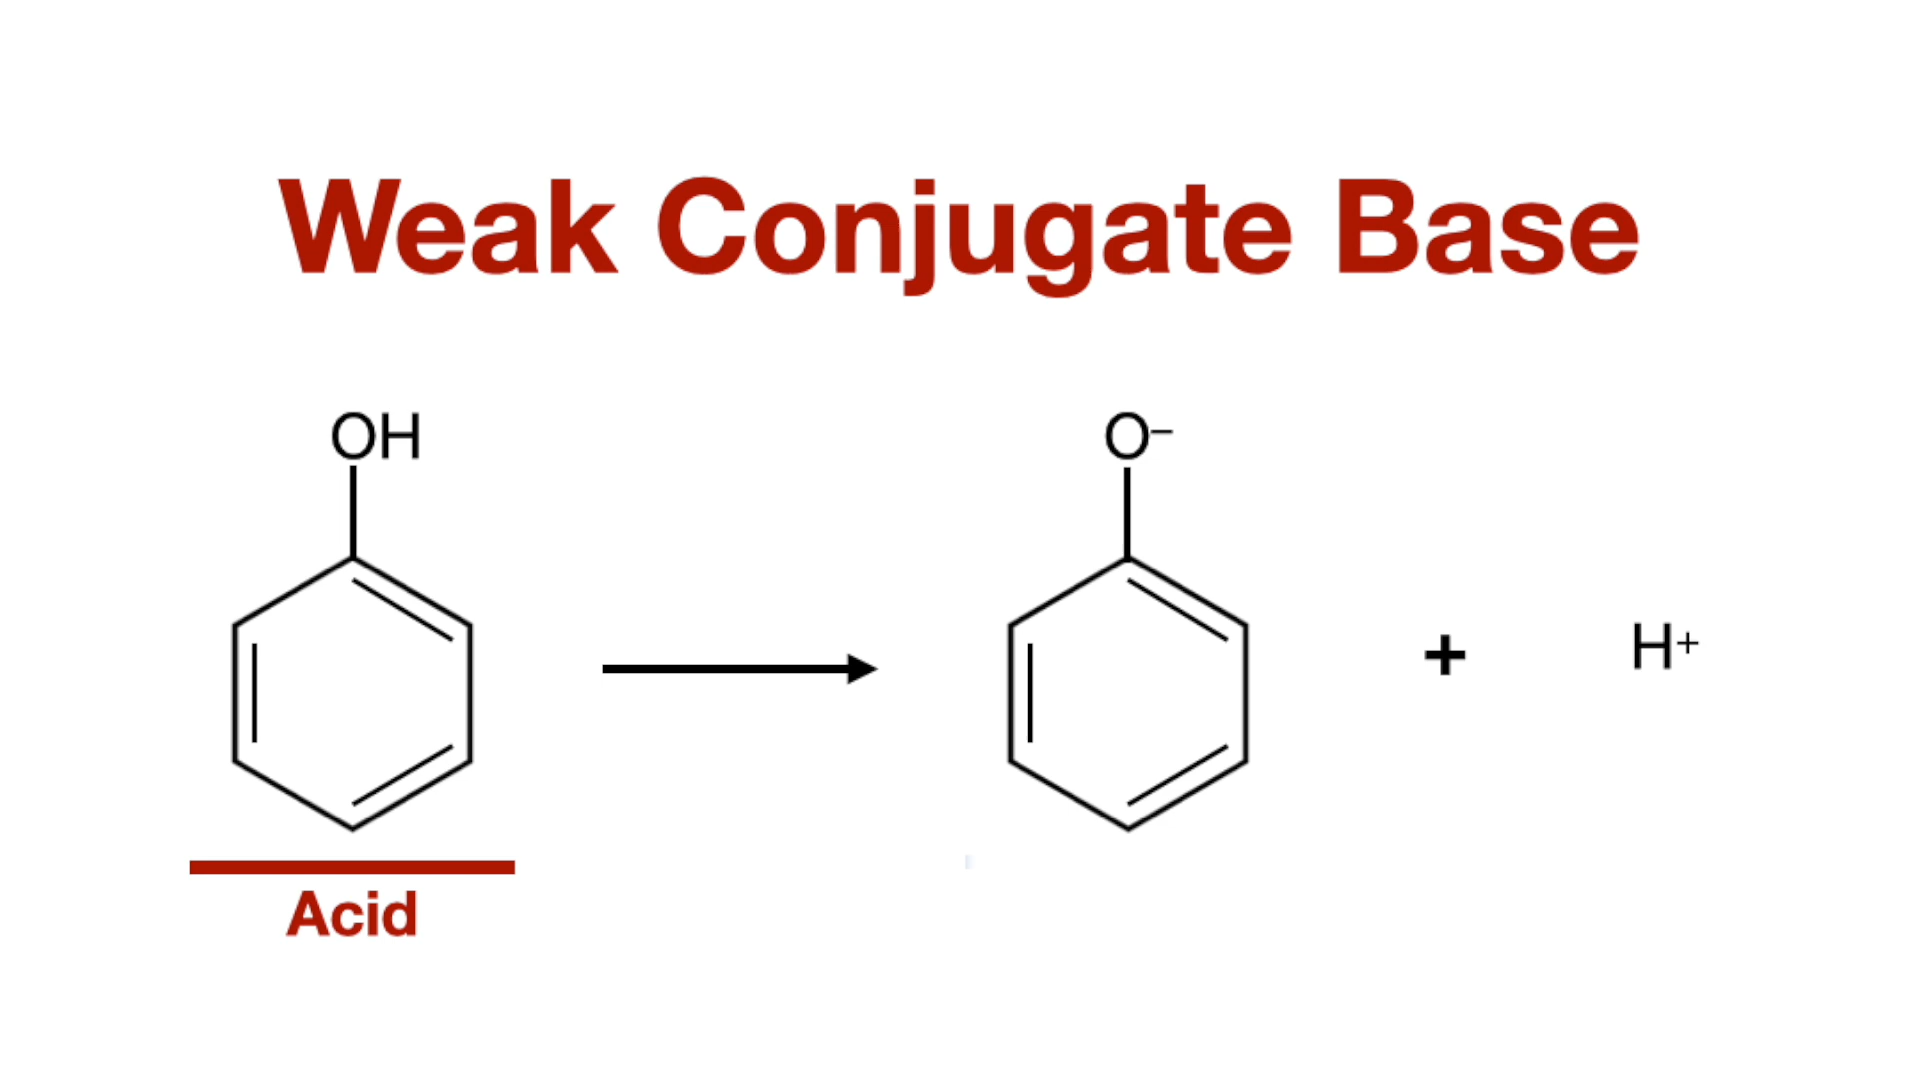 Weak Conjugate Base
OH
O⁻
+
H⁺
Acid